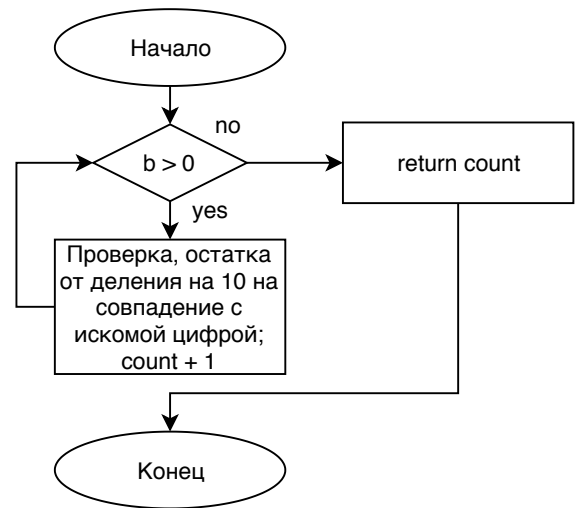 Начало
no
b > 0
return count
yes
Проверка, остатка
от деления на 10 на
совпадение с
искомой цифрой;
count + 1
Конец